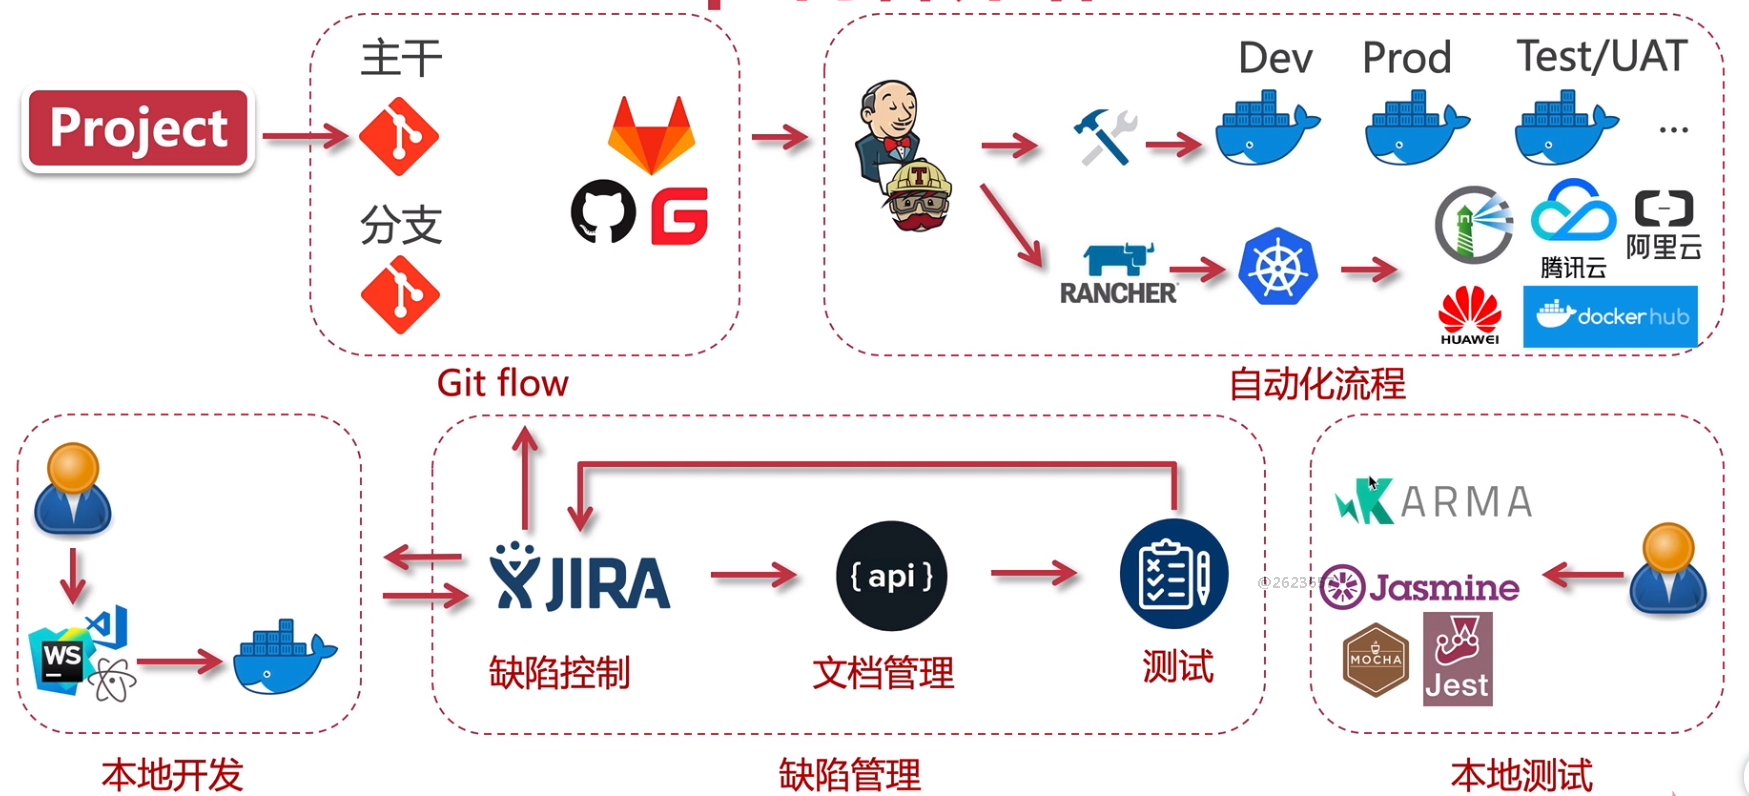 Project
主干
分支
Git flow
Dev
Prod
Test/UAT
...
T
RANCHER
腾讯云
阿里云
HUAWEI
dockerhub
自动化流程
WS
本地开发
JIRA
{ api }
缺陷控制
文档管理
测试
缺陷管理
KARMA
Jasmine
MOCHA
Jest
本地测试